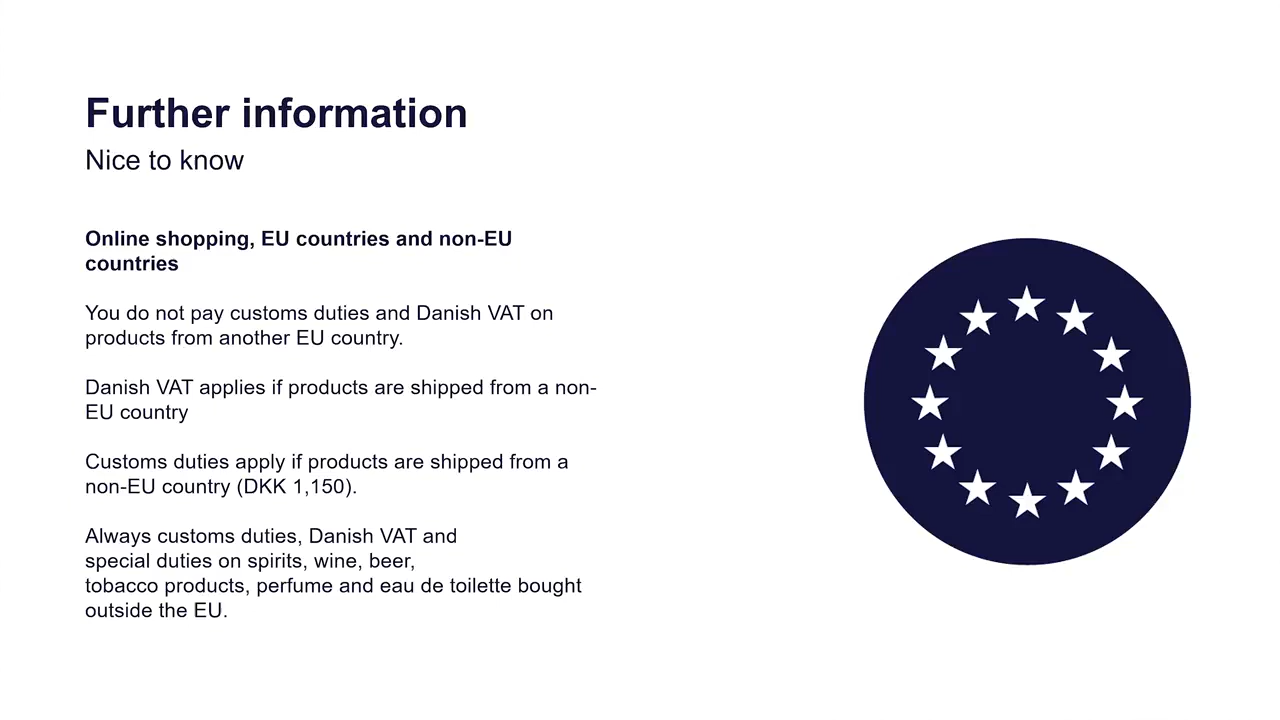 Further information
Nice to know
Online shopping, EU countries and non-EU
countries
You do not pay customs duties and Danish VAT on
products from another EU country.
Danish VAT applies if products are shipped from a non-
EU country
Customs duties apply if products are shipped from a
non-EU country (DKK 1,150).
Always customs duties, Danish VAT and
special duties on spirits, wine, beer,
tobacco products, perfume and eau de toilette bought
outside the EU.